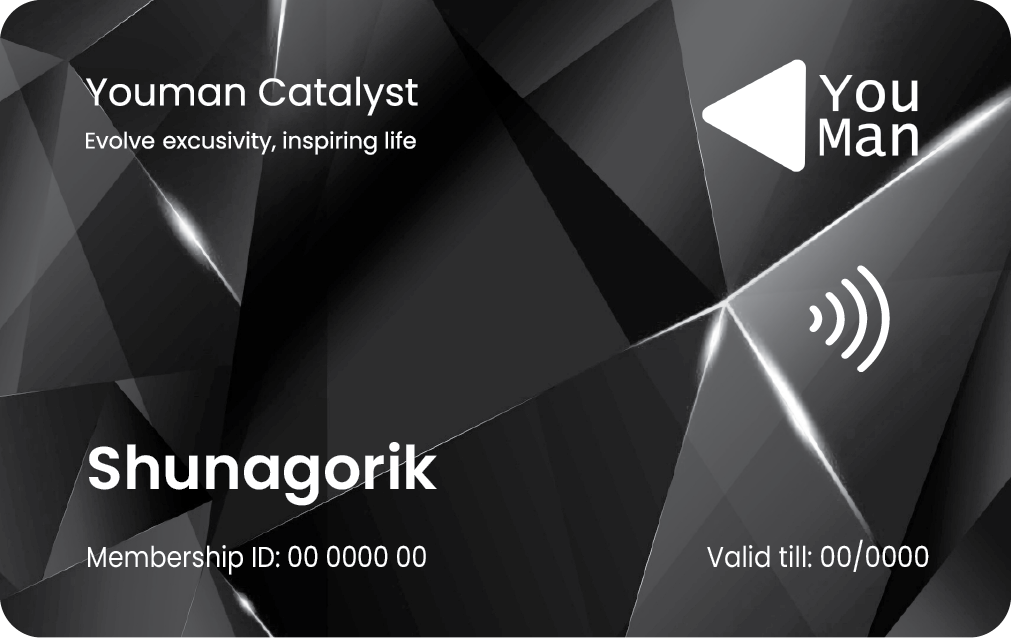 Youman Catalyst
Evolve excusivity, inspiring life
You
Man
Shunagorik
Membership ID: 00 0000 00
Valid till: 00/0000